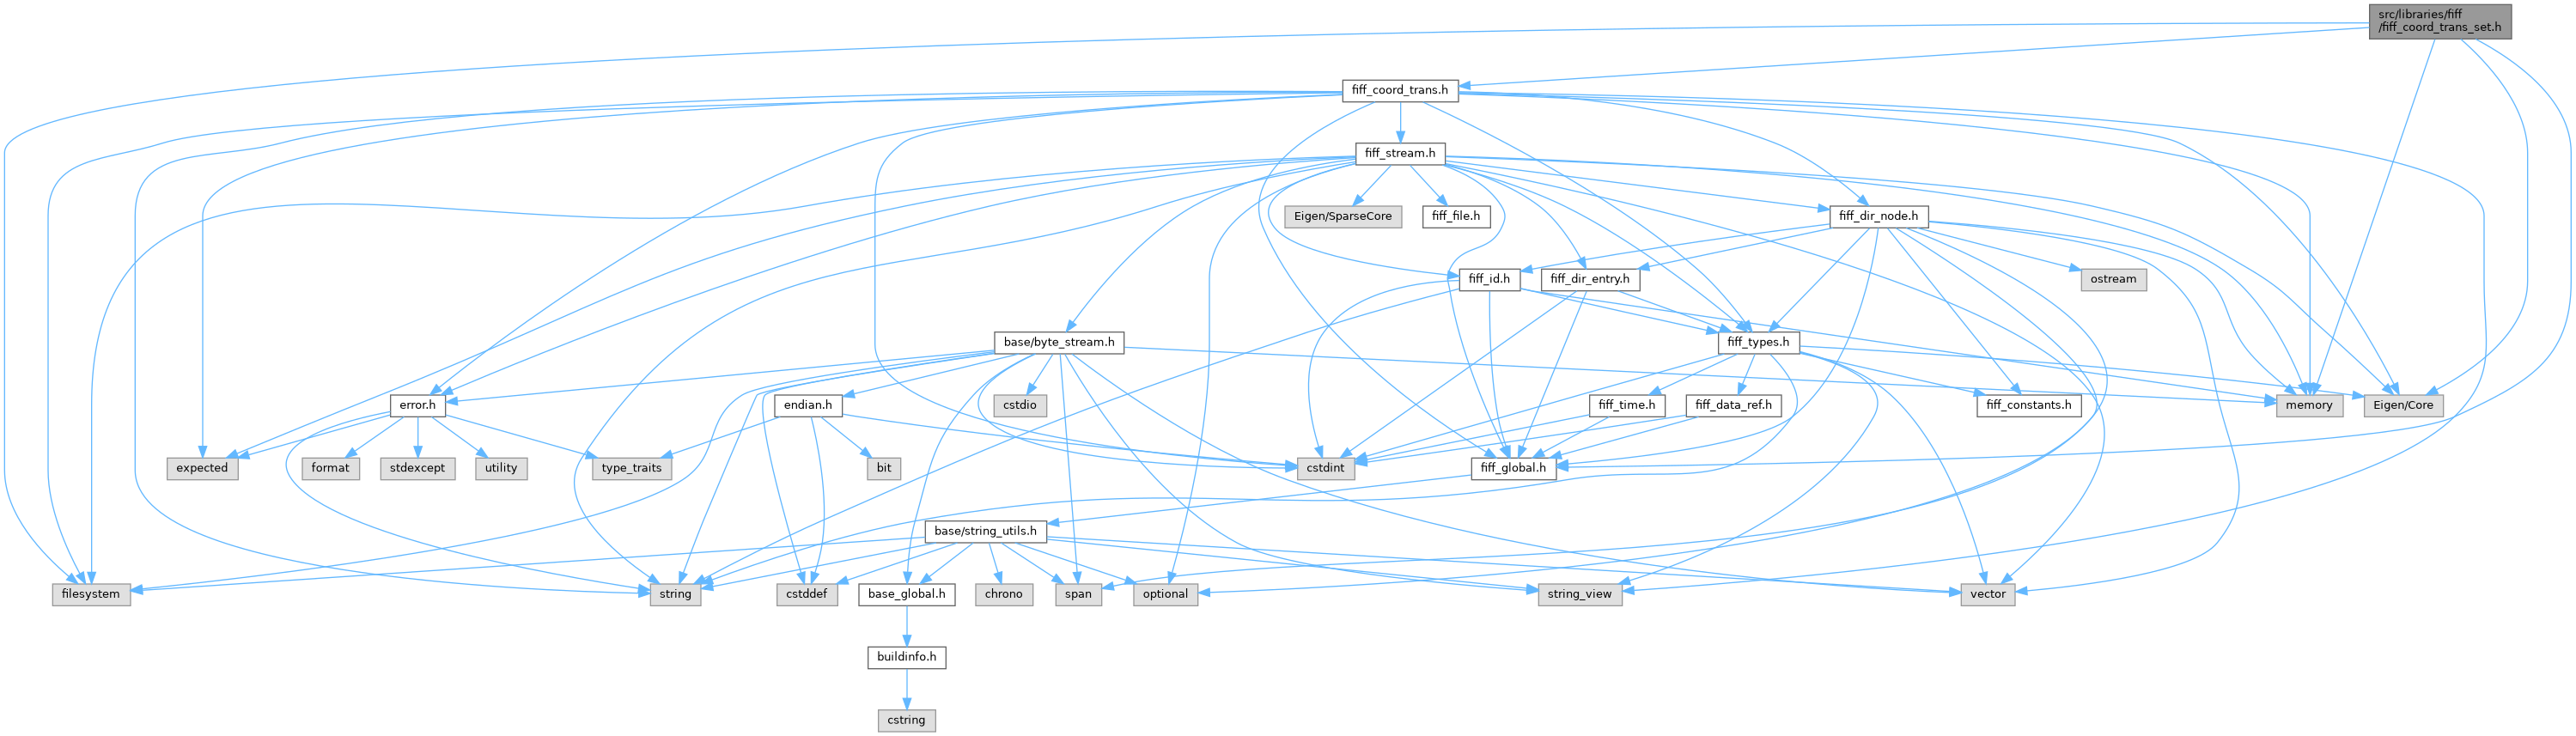 src/libraries/fiff
/fiff_coord_trans_set.h
fiff_coord_trans.h
fiff_stream.h
Eigen/SparseCore
fiff_file.h
fiff_dir_node.h
fiff_id.h
fiff_dir_entry.h
ostream
base/byte_stream.h
fiff_types.h
error.h
endian.h
cstdio
fiff_time.h
fiff_data_ref.h
fiff_constants.h
memory
Eigen/Core
expected
format
stdexcept
utility
type_traits
bit
cstdint
fiff_global.h
base/string_utils.h
filesystem
string
cstddef
base_global.h
chrono
span
optional
string_view
vector
buildinfo.h
cstring